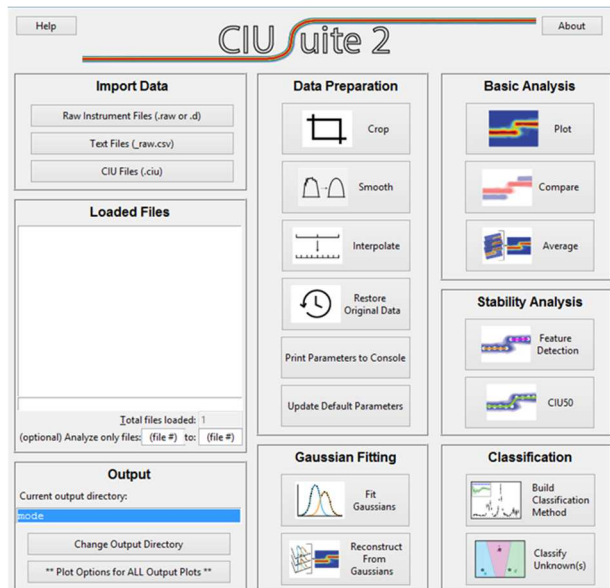 Help
CIU Suite 2
About
Import Data
Raw Instrument Files (.raw or .d)
Text Files (_raw.csv)
CIU Files (.ciu)
Loaded Files
Total files loaded: 1
(optional) Analyze only files: (file #) to: (file #)
Output
Current output directory:
mode
Change Output Directory
** Plot Options for ALL Output Plots **
Data Preparation
Crop
Smooth
Interpolate
Restore
Original Data
Print Parameters to Console
Update Default Parameters
Gaussian Fitting
Fit
Gaussians
Reconstruct
From
Gaussians
Basic Analysis
Plot
Compare
Average
Stability Analysis
Feature
Detection
CIU50
Classification
Build
Classification
Method
Classify
Unknown(s)